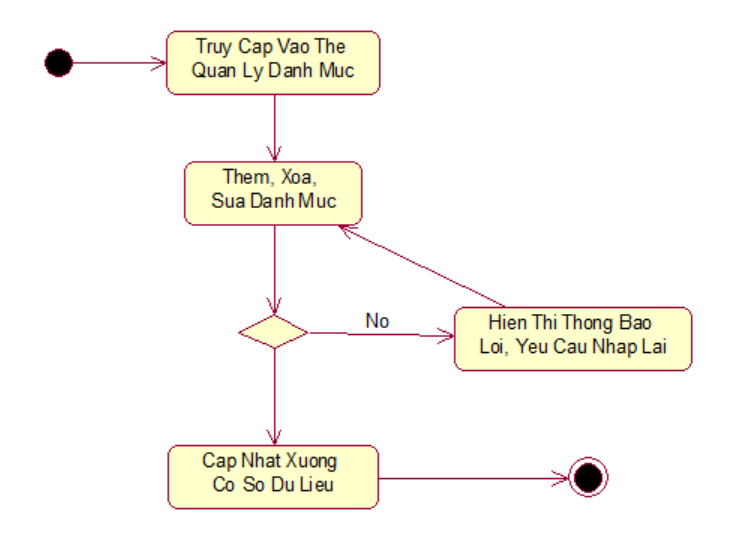 Truy Cap Vao The
Quan Ly Danh Muc
Them, Xoa,
Sua Danh Muc
No
Hien Thi Thong Bao
Loi, Yeu Cau Nhap Lai
Cap Nhat Xuong
Co So Du Lieu